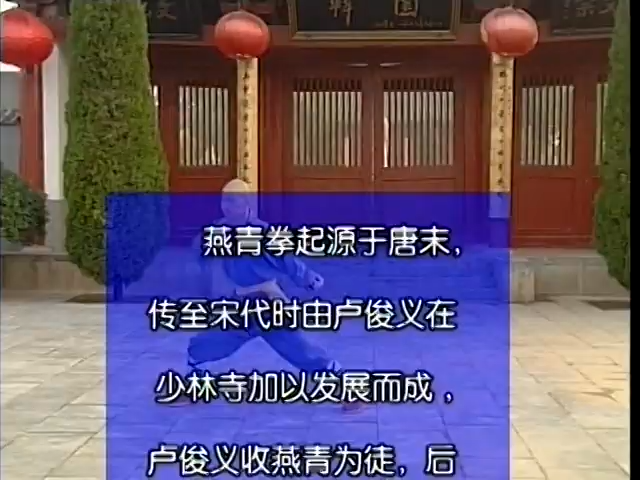 燕青拳起源于唐末，
传至宋代时由卢俊义在
少林寺加以发展而成，
卢俊义收燕青为徒，后